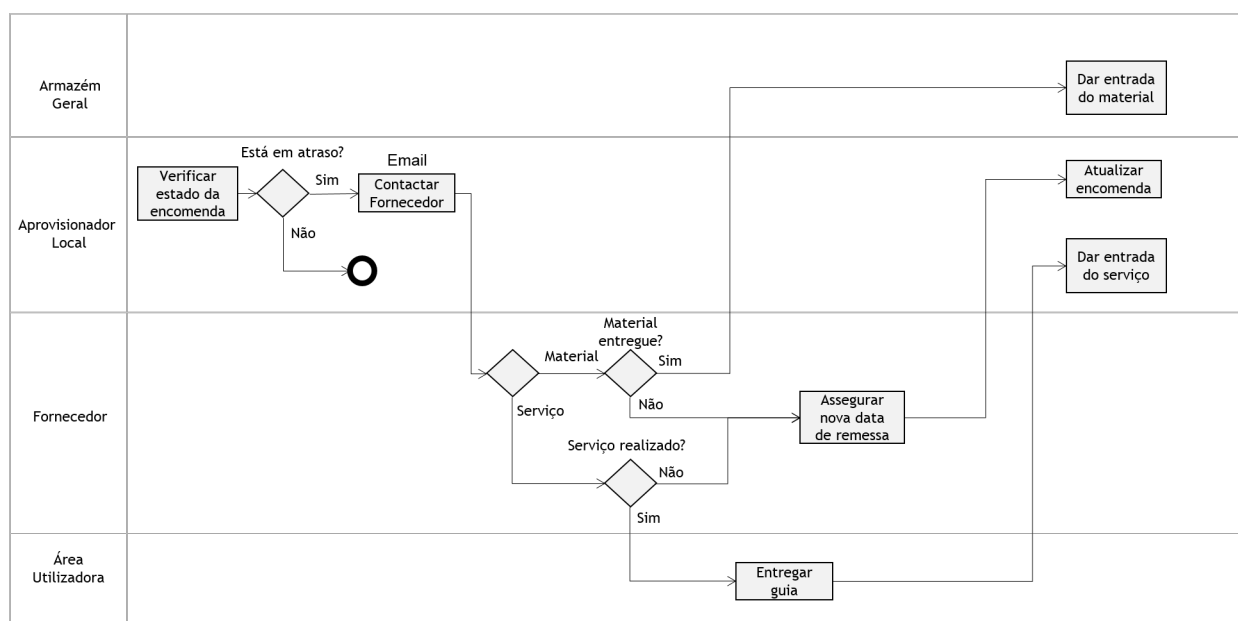 Armazém
Geral
Dar entrada
do material
Aprovisionador
Local
Verificar
estado da
encomenda
Está em atraso?
Sim
Não
Email
Contactar
Fornecedor
Atualizar
encomenda
Dar entrada
do serviço
Fornecedor
Material
Serviço
Material
entregue?
Sim
Não
Serviço realizado?
Não
Sim
Assegurar
nova data
de remessa
Área
Utilizadora
Entregar
guia